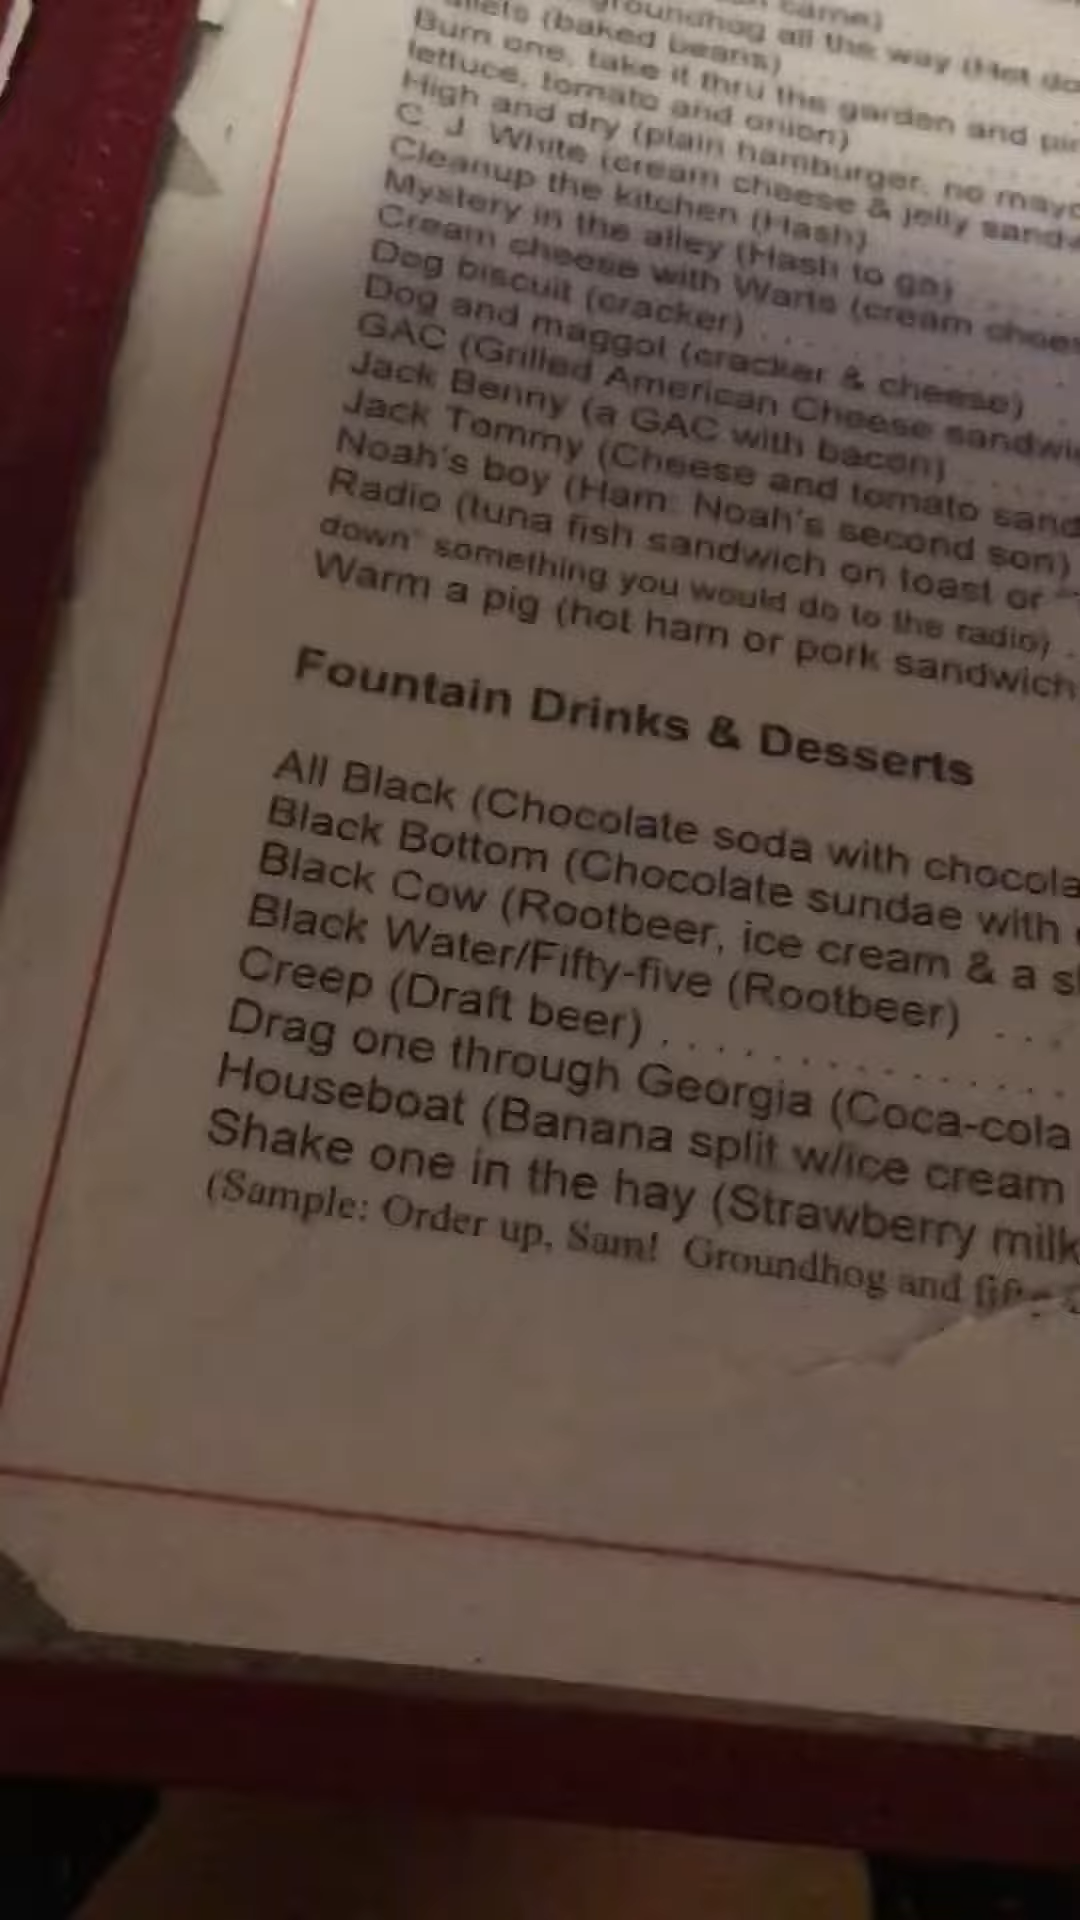 came)
groundhog all the way (Hot do
(baked beans)
Burn one, take it thru the garden and pin
lettuce, tomato and onion)
High and dry (plain hamburger, no mayo
C J White (cream cheese & jelly sandw
Cleanup the kitchen (Hash)
Mystery in the alley (Hash to go)
Cream cheese with Warts (cream chees
Dog biscuit (cracker)
Dog and maggot (cracker & cheese)
GAC (Grilled American Cheese sandwi
Jack Benny (a GAC with bacon)
Jack Tommy (Cheese and tomato sand
Noah's boy (Ham: Noah's second son)
Radio (tuna fish sandwich on toast or
down" something you would do to the radio)
Warm a pig (hot ham or pork sandwich
Fountain Drinks & Desserts
All Black (Chocolate soda with chocola
Black Bottom (Chocolate sundae with
Black Cow (Rootbeer, ice cream & a s
Black Water/Fifty-five (Rootbeer) . . .
Creep (Draft beer) . . . . . . . . . . . . . .
Drag one through Georgia (Coca-cola
Houseboat (Banana split w/ice cream
Shake one in the hay (Strawberry milk
(Sample: Order up, Sam! Groundhog and